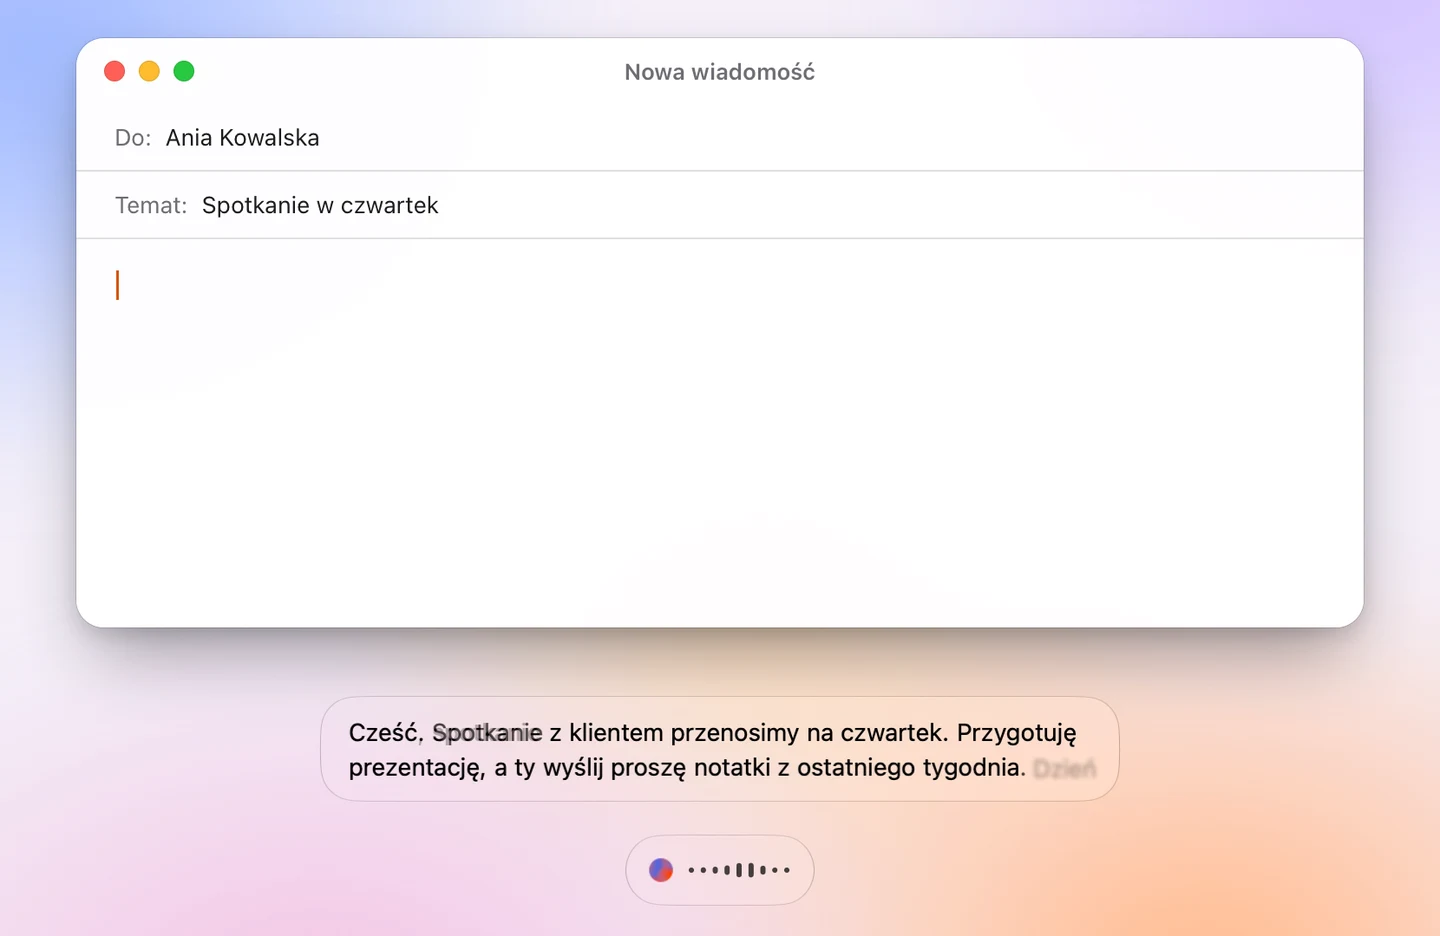 Nowa wiadomość
Do: Ania Kowalska
Temat: Spotkanie w czwartek
Cześć. Spotkanie z klientem przenosimy na czwartek. Przygotuję
prezentację, a ty wyślij proszę notatki z ostatniego tygodnia. Dzień